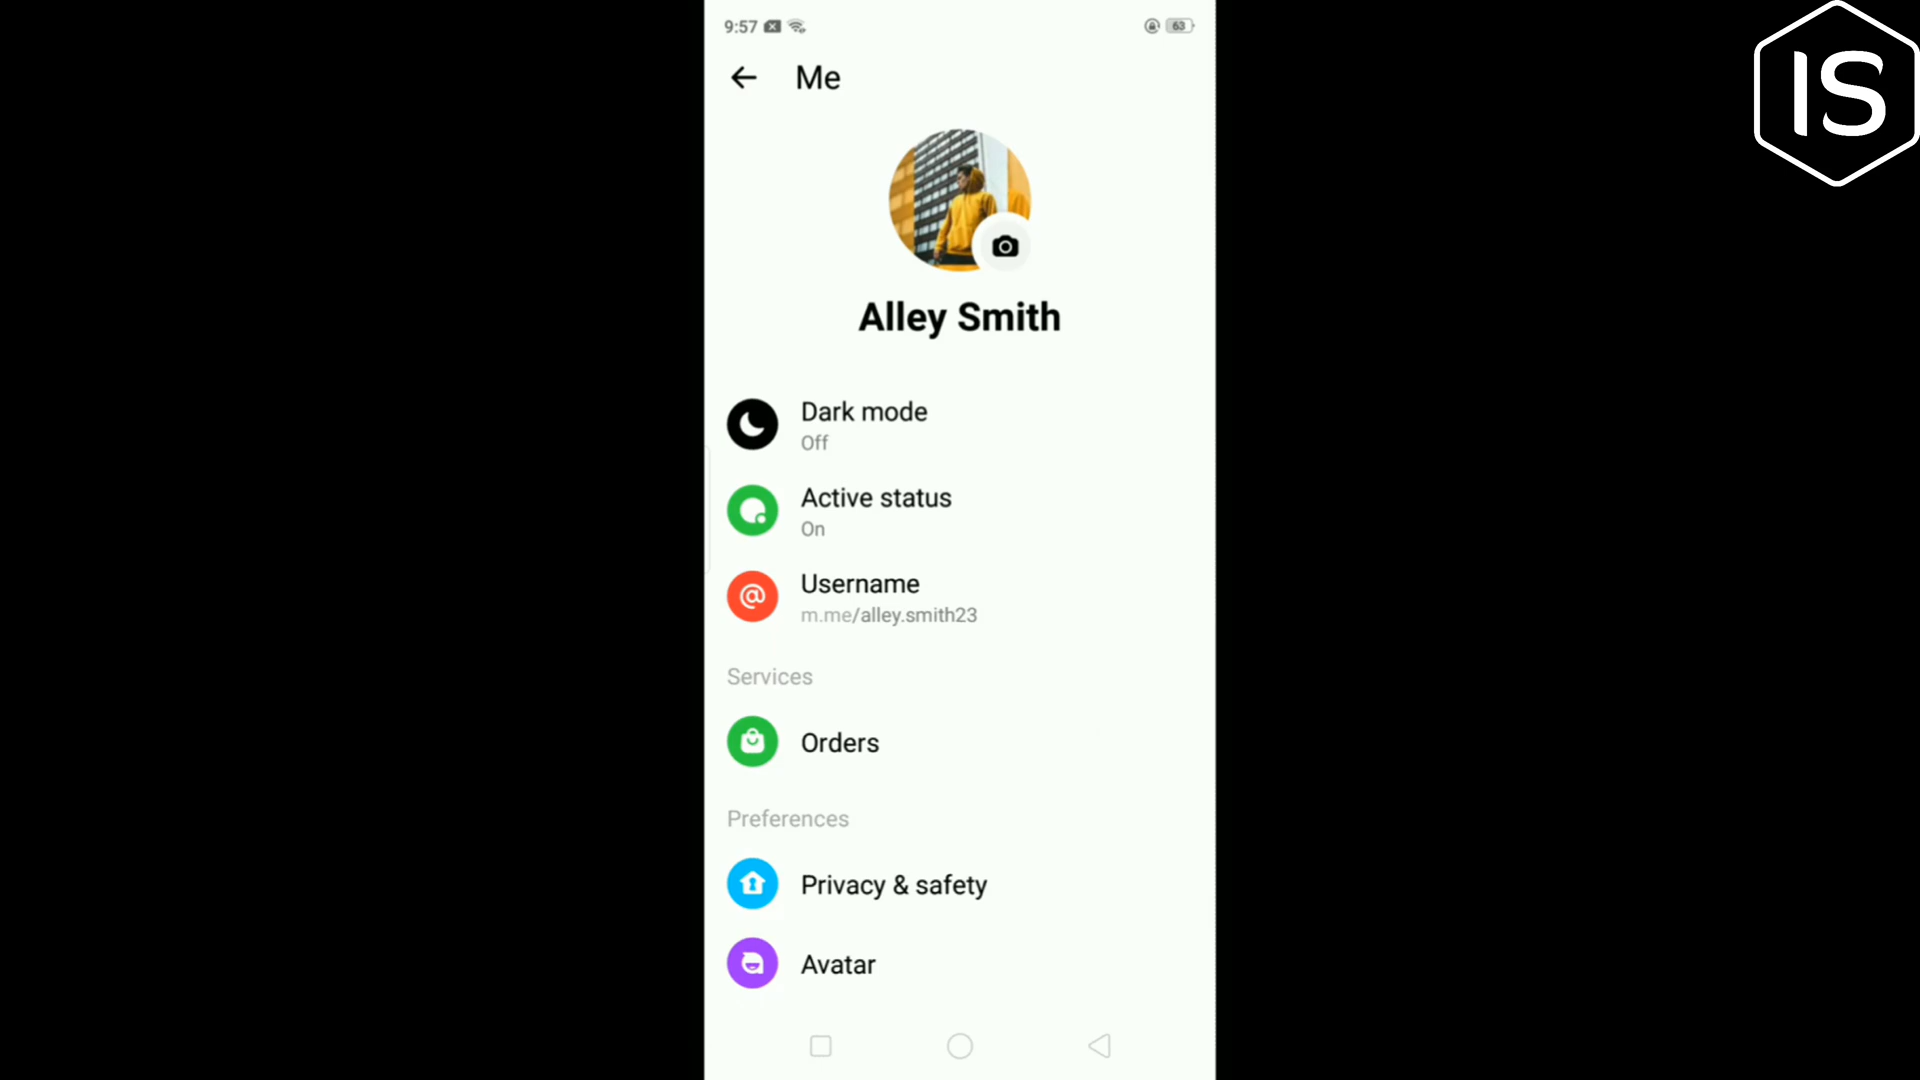 9:57 63
IS
Me
Alley Smith
Dark mode
Off
Active status
On
@ Username
m.me/alley.smith23
Services
Orders
Preferences
Privacy & safety
Avatar